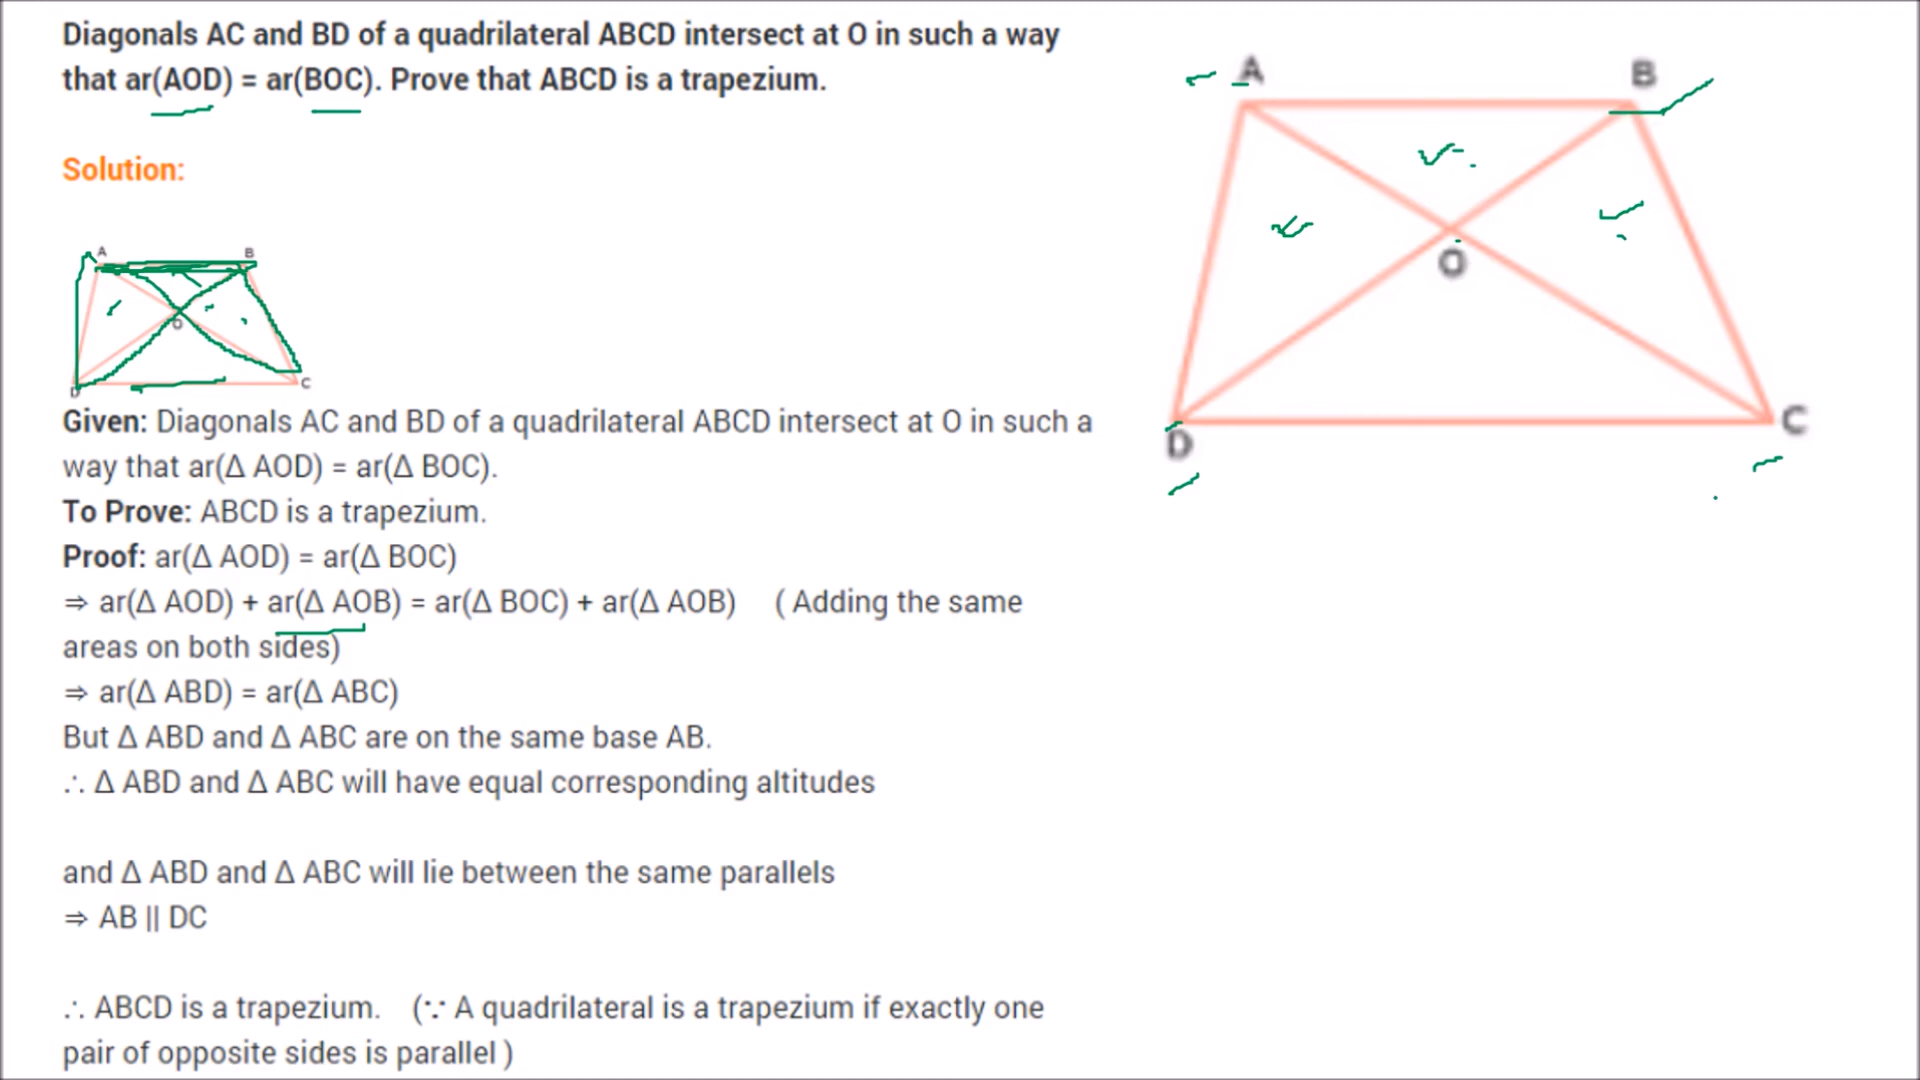 Diagonals AC and BD of a quadrilateral ABCD intersect at O in such a way
that ar(AOD) = ar(BOC). Prove that ABCD is a trapezium.
Solution:
A B
O
D C
Given: Diagonals AC and BD of a quadrilateral ABCD intersect at O in such a
way that ar(Δ AOD) = ar(Δ BOC).
To Prove: ABCD is a trapezium.
Proof: ar(Δ AOD) = ar(Δ BOC)
⇒ ar(Δ AOD) + ar(Δ AOB) = ar(Δ BOC) + ar(Δ AOB) ( Adding the same
areas on both sides)
⇒ ar(Δ ABD) = ar(Δ ABC)
But Δ ABD and Δ ABC are on the same base AB.
∴ Δ ABD and Δ ABC will have equal corresponding altitudes
and Δ ABD and Δ ABC will lie between the same parallels
⇒ AB || DC
∴ ABCD is a trapezium. (∵ A quadrilateral is a trapezium if exactly one
pair of opposite sides is parallel )
A B
O
D C